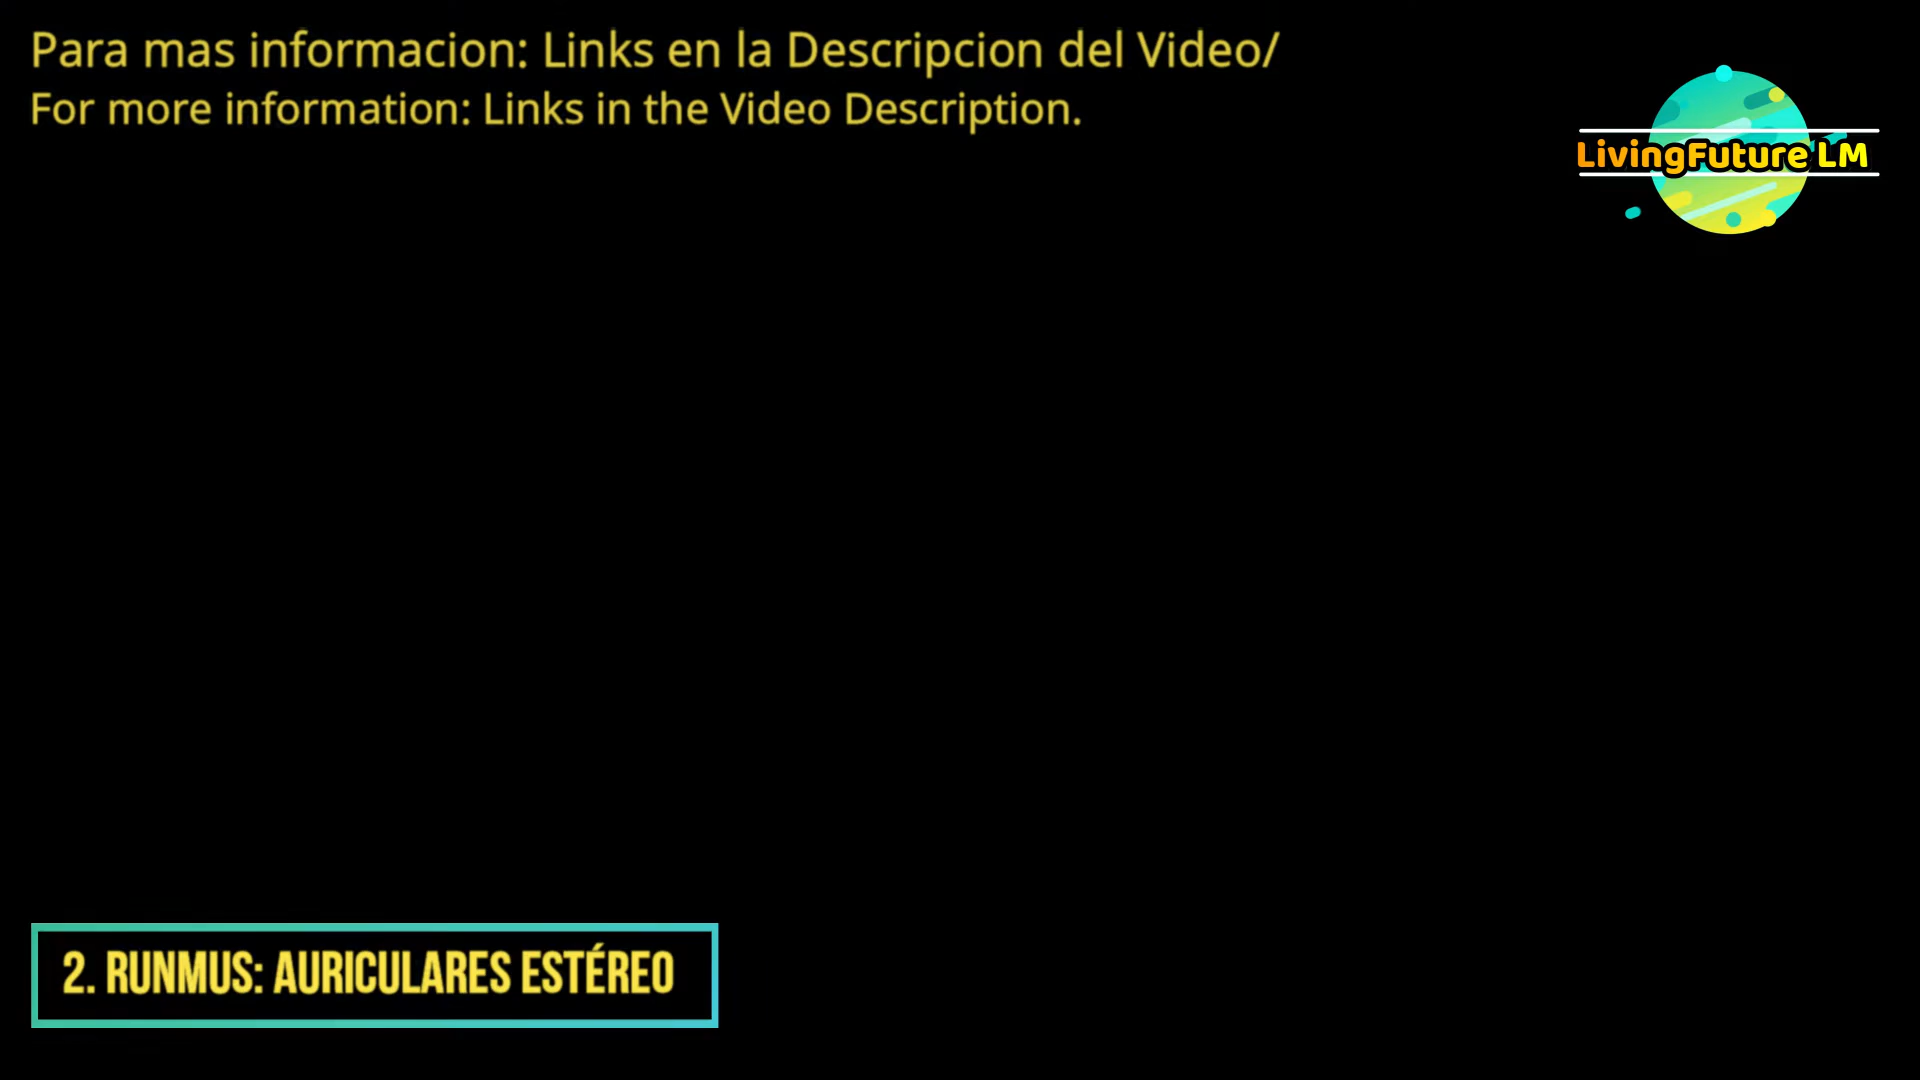 Para mas informacion: Links en la Descripcion del Video/
For more information: Links in the Video Description.
LivingFuture LM
2. RUNMUS: AURICULARES ESTÉREO